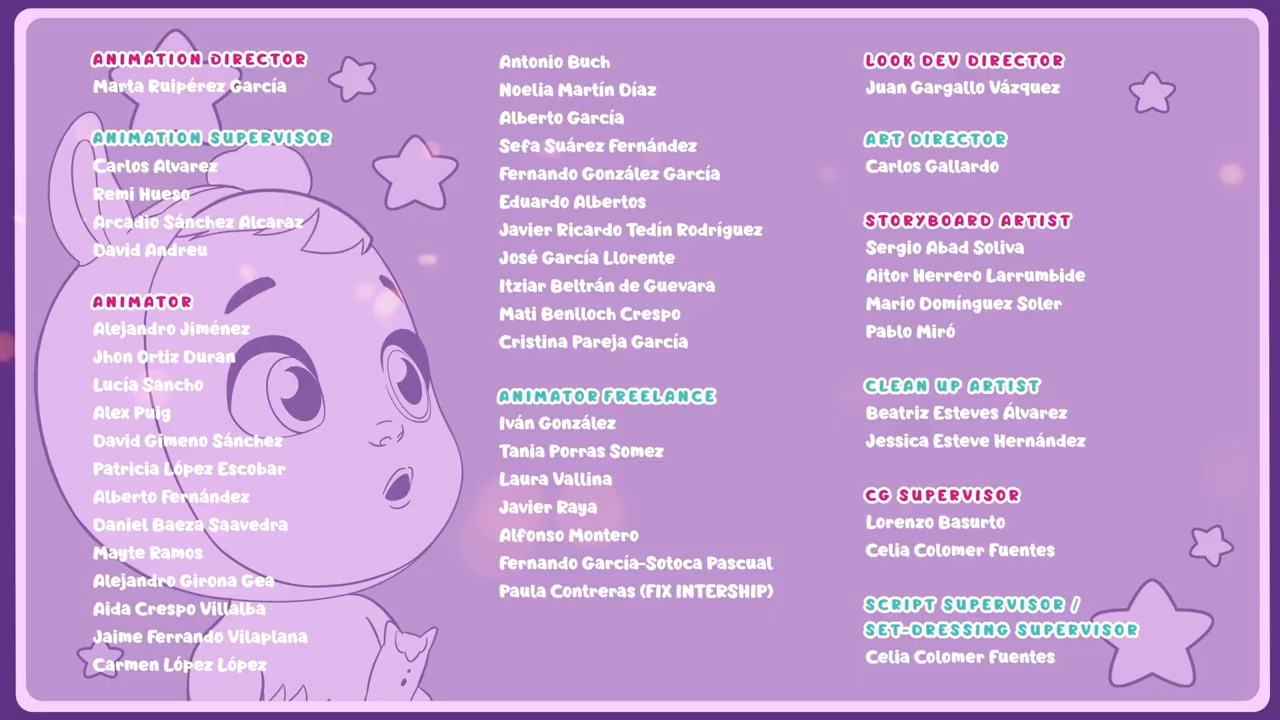 ANIMATION DIRECTOR
Marta Ruipérez García
ANIMATION SUPERVISOR
Carlos Alvarez
Remi Hueso
Arcadio Sánchez Alcaraz
David Andreu
ANIMATOR
Alejandro Jiménez
Jhon Ortiz Duran
Lucía Sancho
Alex Puig
David Gimeno Sánchez
Patricia López Escobar
Alberto Fernández
Daniel Baeza Saavedra
Mayte Ramos
Alejandro Girona Gea
Aida Crespo Villalba
Jaime Ferrando Vilaplana
Carmen López López
Antonio Buch
Noelia Martín Díaz
Alberto García
Sefa Suárez Fernández
Fernando González García
Eduardo Albertos
Javier Ricardo Tedín Rodríguez
José García Llorente
Itziar Beltrán de Guevara
Mati Benlloch Crespo
Cristina Pareja García
ANIMATOR FREELANCE
Iván González
Tania Porras Somez
Laura Vallina
Javier Raya
Alfonso Montero
Fernando García-Sotoca Pascual
Paula Contreras (FIX INTERSHIP)
LOOK DEV DIRECTOR
Juan Gargallo Vázquez
ART DIRECTOR
Carlos Gallardo
STORYBOARD ARTIST
Sergio Abad Soliva
Aitor Herrero Larrumbide
Mario Domínguez Soler
Pablo Miró
CLEAN UP ARTIST
Beatriz Esteves Álvarez
Jessica Esteve Hernández
CG SUPERVISOR
Lorenzo Basurto
Celia Colomer Fuentes
SCRIPT SUPERVISOR /
SET-DRESSING SUPERVISOR
Celia Colomer Fuentes